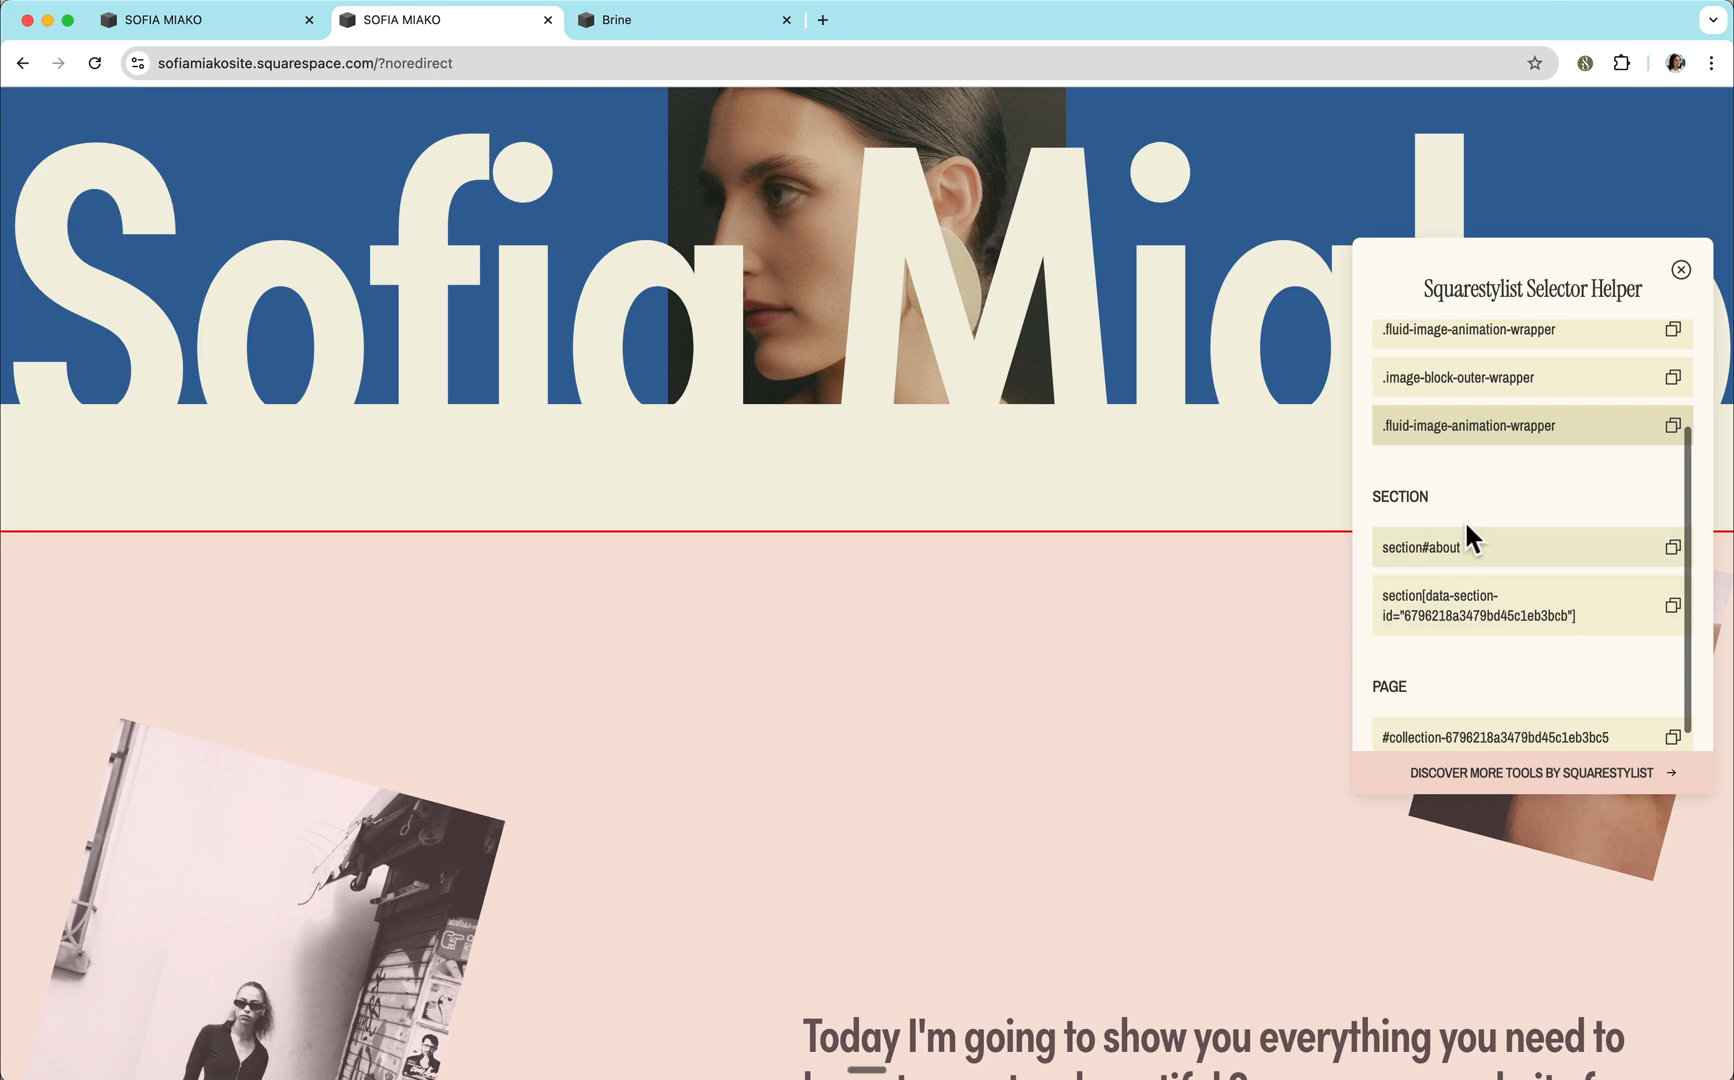 SOFIA MIAKO
SOFIA MIAKO
Brine
sofiamiakosite.squarespace.com/?noredirect
Sofia Miak
Squarestylist Selector Helper
.fluid-image-animation-wrapper
.image-block-outer-wrapper
.fluid-image-animation-wrapper
SECTION
section#about
section[data-section-
id="6796218a3479bd45c1eb3bcb"]
PAGE
#collection-6796218a3479bd45c1eb3bc5
DISCOVER MORE TOOLS BY SQUARESTYLIST →
Today I'm going to show you everything you need to